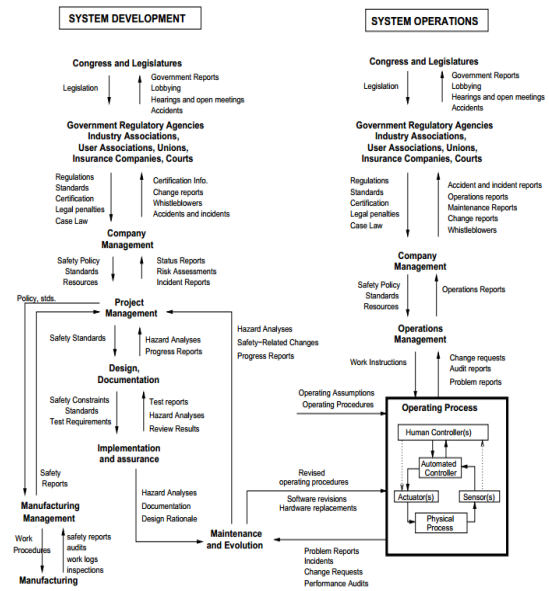 SYSTEM DEVELOPMENT
Congress and Legislatures
Legislation
Government Reports
Lobbying
Hearings and open meetings
Accidents
Government Regulatory Agencies
Industry Associations,
User Associations, Unions,
Insurance Companies, Courts
Regulations
Standards
Certification
Legal penalties
Case Law
Certification Info.
Change reports
Whistleblowers
Accidents and incidents
Company
Management
Safety Policy
Standards
Resources
Status Reports
Risk Assessments
Incident Reports
Policy, stds.
Project
Management
Safety Standards
Hazard Analyses
Progress Reports
Hazard Analyses
Safety-Related Changes
Progress Reports
Design,
Documentation
Safety Constraints
Standards
Test Requirements
Test reports
Hazard Analyses
Review Results
Implementation
and assurance
Safety
Reports
Hazard Analyses
Documentation
Design Rationale
Manufacturing
Management
Work
Procedures
safety reports
audits
work logs
inspections
Manufacturing
Maintenance
and Evolution
SYSTEM OPERATIONS
Congress and Legislatures
Legislation
Government Reports
Lobbying
Hearings and open meetings
Accidents
Government Regulatory Agencies
Industry Associations,
User Associations, Unions,
Insurance Companies, Courts
Regulations
Standards
Certification
Legal penalties
Case Law
Accident and incident reports
Operations reports
Maintenance Reports
Change reports
Whistleblowers
Company
Management
Safety Policy
Standards
Resources
Operations Reports
Operations
Management
Work Instructions
Change requests
Audit reports
Problem reports
Operating Assumptions
Operating Procedures
Operating Process
Human Controller(s)
Automated
Controller
Actuator(s)
Sensor(s)
Physical
Process
Revised
operating procedures
Software revisions
Hardware replacements
Problem Reports
Incidents
Change Requests
Performance Audits